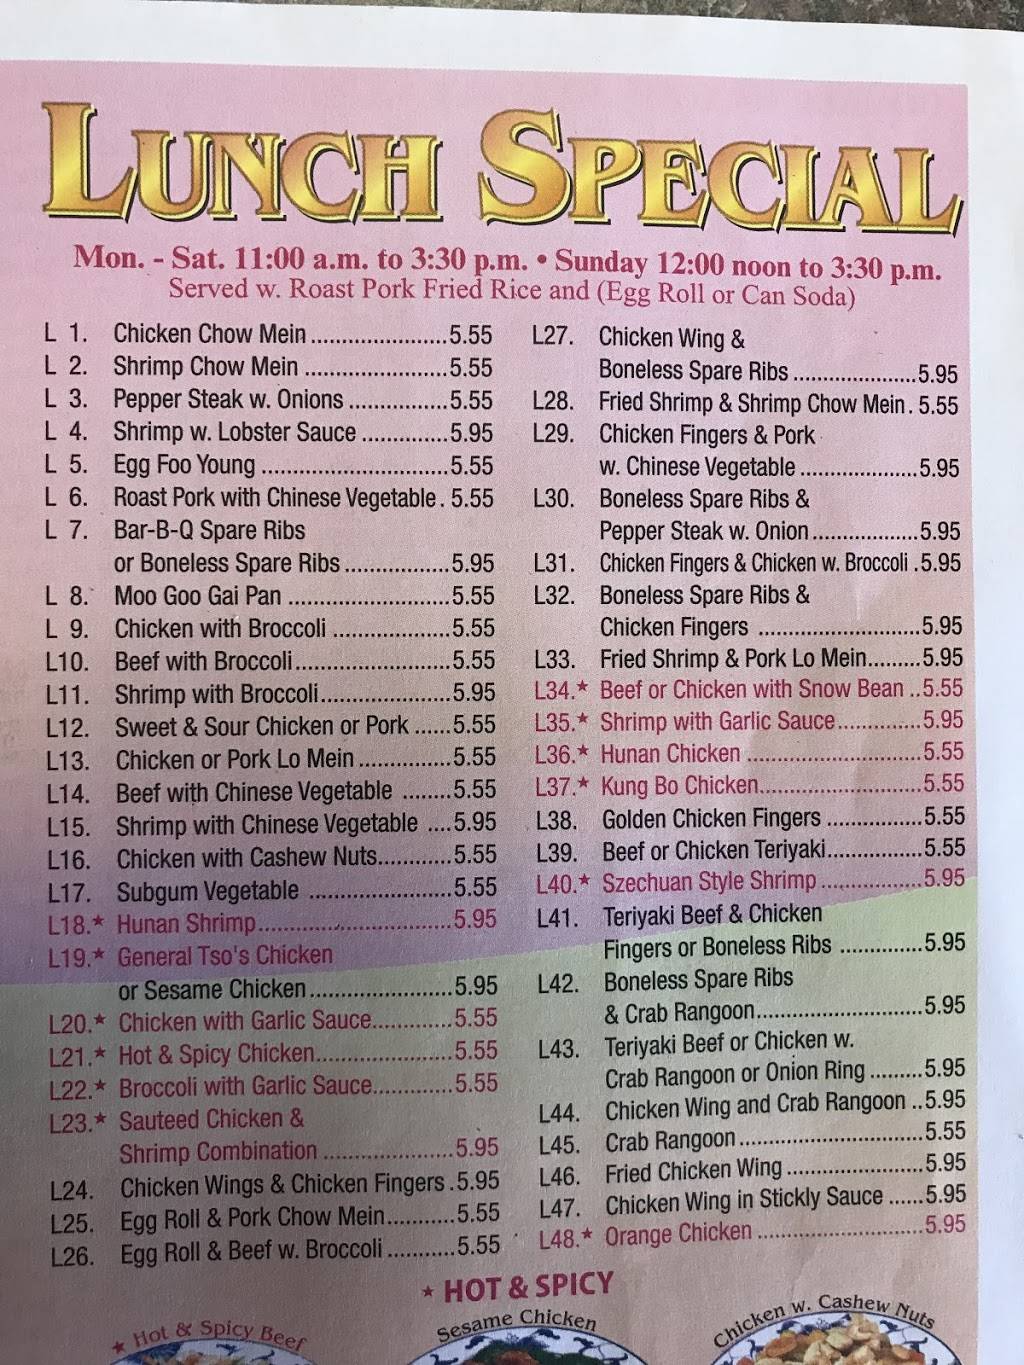 LUNCH SPECIAL
Mon. - Sat. 11:00 a.m. to 3:30 p.m. • Sunday 12:00 noon to 3:30 p.m.
Served w. Roast Pork Fried Rice and (Egg Roll or Can Soda)
L 1. Chicken Chow Mein ......................5.55
L 2. Shrimp Chow Mein ......................5.55
L 3. Pepper Steak w. Onions ................5.55
L 4. Shrimp w. Lobster Sauce ..............5.95
L 5. Egg Foo Young ..............................5.55
L 6. Roast Pork with Chinese Vegetable . 5.55
L 7. Bar-B-Q Spare Ribs
or Boneless Spare Ribs .................5.95
L 8. Moo Goo Gai Pan ..........................5.55
L 9. Chicken with Broccoli ...................5.55
L10. Beef with Broccoli.........................5.55
L11. Shrimp with Broccoli.....................5.95
L12. Sweet & Sour Chicken or Pork ......5.55
L13. Chicken or Pork Lo Mein ...............5.55
L14. Beef with Chinese Vegetable ........5.55
L15. Shrimp with Chinese Vegetable ....5.95
L16. Chicken with Cashew Nuts............5.55
L17. Subgum Vegetable .......................5.55
L18.★ Hunan Shrimp...............................5.95
L19.★ General Tso's Chicken
or Sesame Chicken.......................5.95
L20.★ Chicken with Garlic Sauce.............5.55
L21.★ Hot & Spicy Chicken......................5.55
L22.★ Broccoli with Garlic Sauce.............5.55
L23.★ Sauteed Chicken &
Shrimp Combination .....................5.95
L24. Chicken Wings & Chicken Fingers .5.95
L25. Egg Roll & Pork Chow Mein...........5.55
L26. Egg Roll & Beef w. Broccoli ...........5.55
L27. Chicken Wing &
Boneless Spare Ribs ....................5.95
L28. Fried Shrimp & Shrimp Chow Mein . 5.55
L29. Chicken Fingers & Pork
w. Chinese Vegetable ...................5.95
L30. Boneless Spare Ribs &
Pepper Steak w. Onion.................5.95
L31. Chicken Fingers & Chicken w. Broccoli .5.95
L32. Boneless Spare Ribs &
Chicken Fingers ..........................5.95
L33. Fried Shrimp & Pork Lo Mein.........5.95
L34.★ Beef or Chicken with Snow Bean ..5.55
L35.★ Shrimp with Garlic Sauce.............5.95
L36.★ Hunan Chicken ............................5.55
L37.★ Kung Bo Chicken..........................5.55
L38. Golden Chicken Fingers ...............5.55
L39. Beef or Chicken Teriyaki...............5.55
L40.★ Szechuan Style Shrimp ................5.95
L41. Teriyaki Beef & Chicken
Fingers or Boneless Ribs .............5.95
L42. Boneless Spare Ribs
& Crab Rangoon...........................5.95
L43. Teriyaki Beef or Chicken w.
Crab Rangoon or Onion Ring ........5.95
L44. Chicken Wing and Crab Rangoon ..5.95
L45. Crab Rangoon..............................5.55
L46. Fried Chicken Wing ......................5.95
L47. Chicken Wing in Stickly Sauce ......5.95
L48.★ Orange Chicken ...........................5.95
★ HOT & SPICY
★ Hot & Spicy Beef
Sesame Chicken
Chicken w. Cashew Nuts